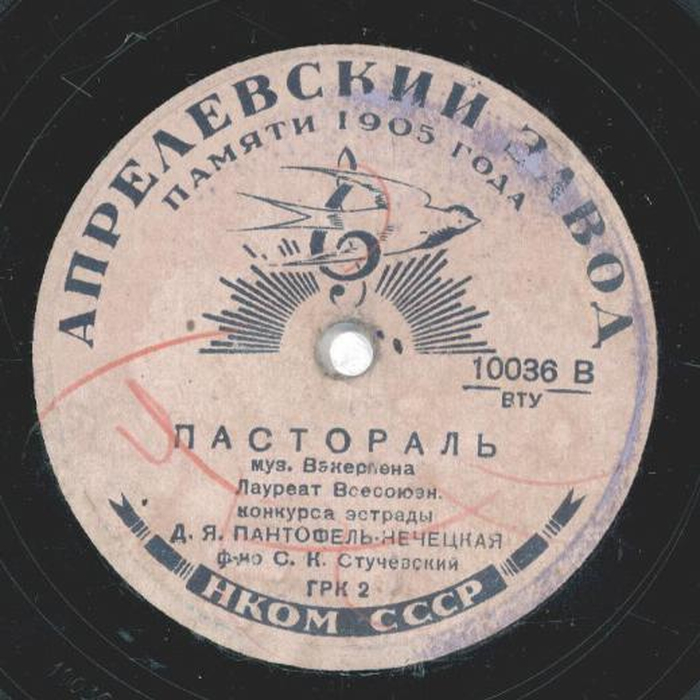 АПРЕЛЕВСКИЙ ЗАВОД
ПАМЯТИ 1905 ГОДА
10036 В
ВТУ
ПАСТОРАЛЬ
муз. Векерлена
Лауреат Всесоюзн.
конкурса эстрады
Д. Я. ПАНТОФЕЛЬ-НЕЧЕЦКАЯ
ф-но С. К. Стучевский
ГРК 2
НКОМ СССР